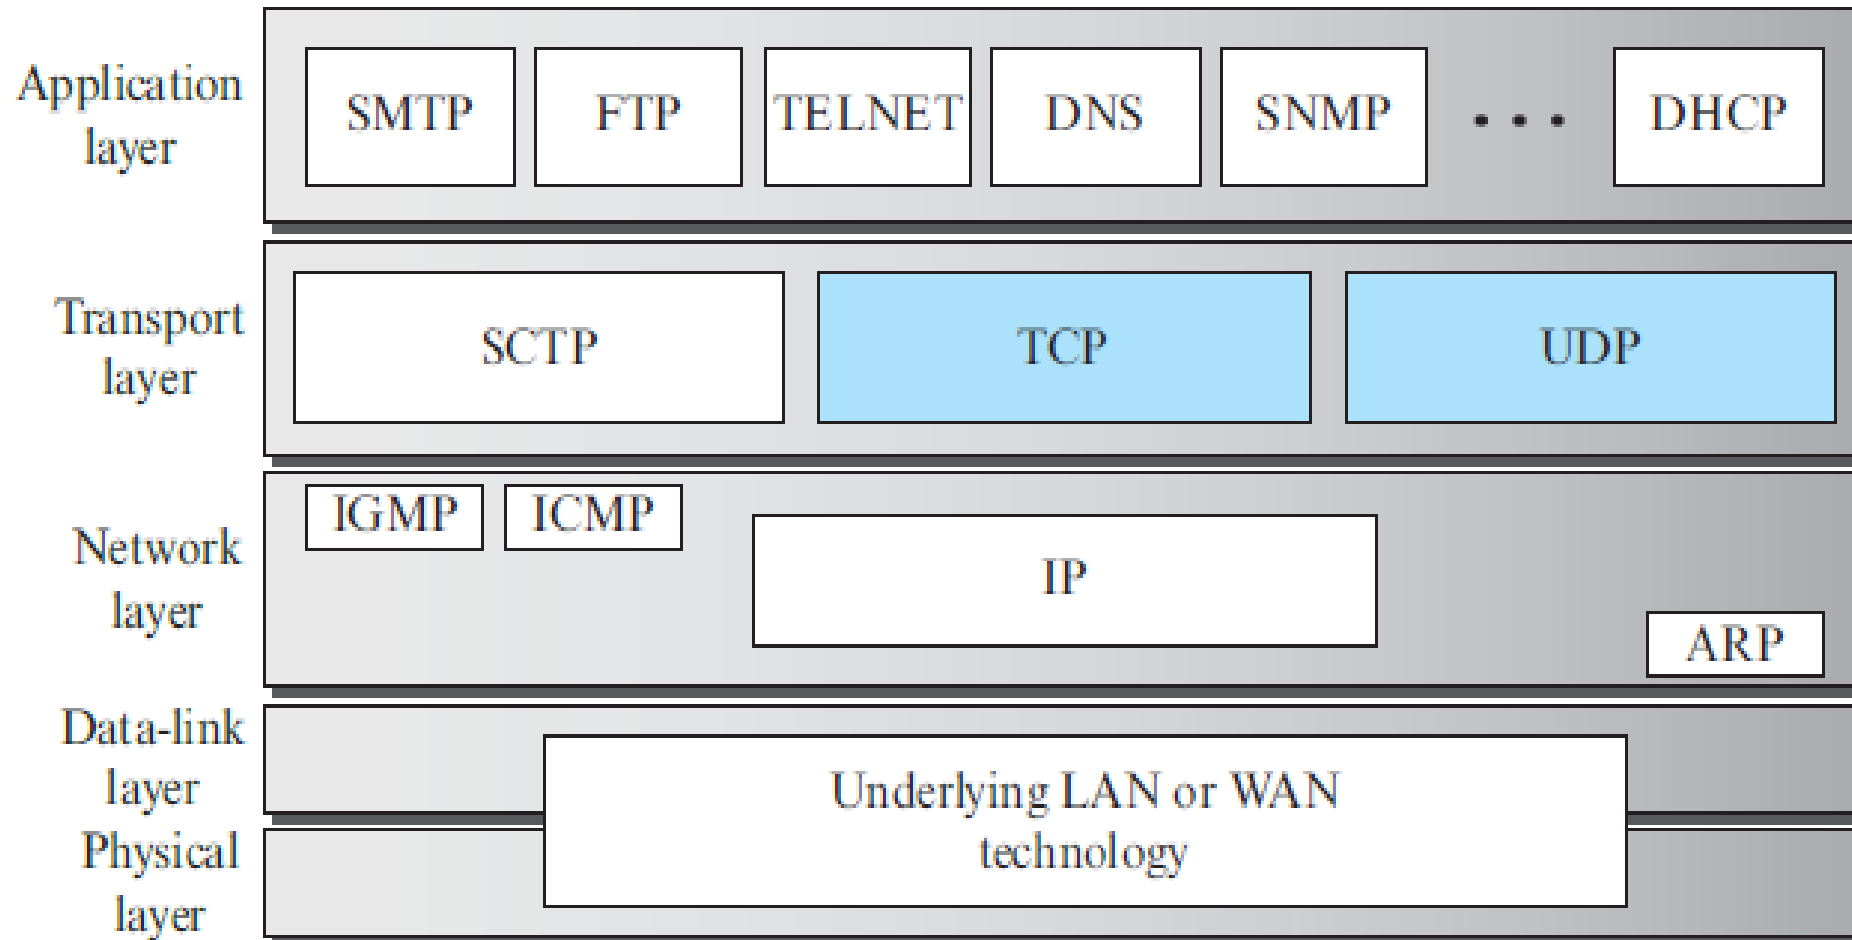 Application
layer
SMTP
FTP
TELNET
DNS
SNMP
...
DHCP
Transport
layer
SCTP
TCP
UDP
Network
layer
IGMP
ICMP
IP
ARP
Data-link
layer
Physical
layer
Underlying LAN or WAN
technology